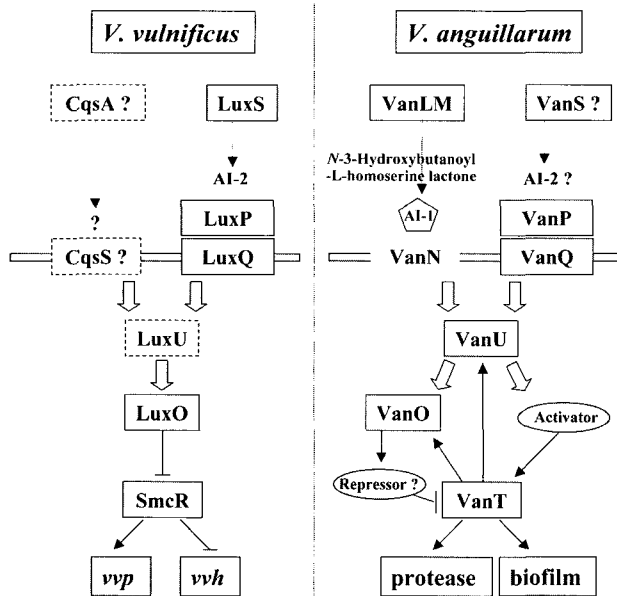 V. vulnificus
CqsA ?
LuxS
AI-2
?
LuxP
CqsS ?
LuxQ
LuxU
LuxO
SmcR
vvp
vvh
V. anguillarum
VanLM
VanS ?
N-3-Hydroxybutanoyl
-L-homoserine lactone
AI-2 ?
AI-1
VanP
VanN
VanQ
VanU
VanO
Activator
Repressor ?
VanT
protease
biofilm